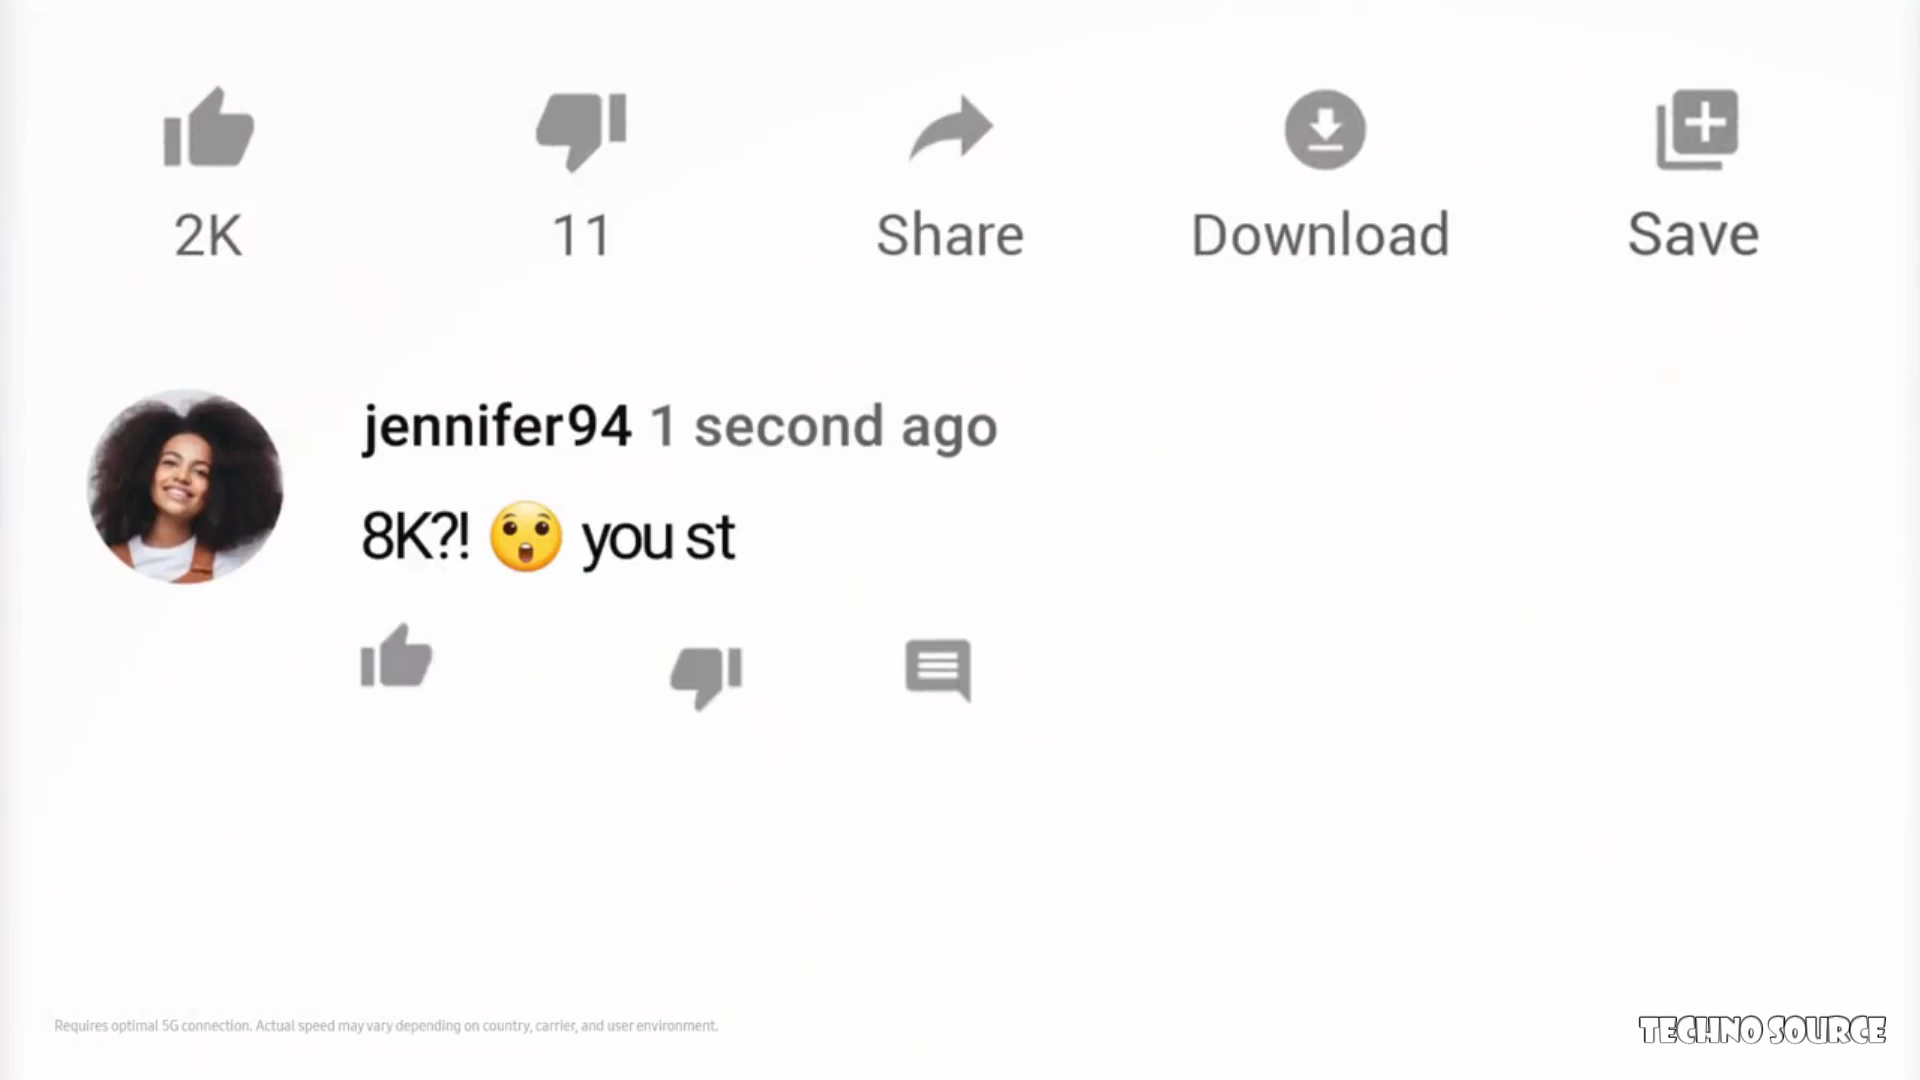 2K 11 Share Download Save
jennifer94 1 second ago
8K?! 😲 you st
Requires optimal 5G connection. Actual speed may vary depending on country, carrier, and user environment.
TECHNO SOURCE